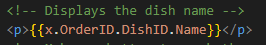 <!-- Displays the dish name -->
<p>{{x.OrderID.DishID.Name}}</p>